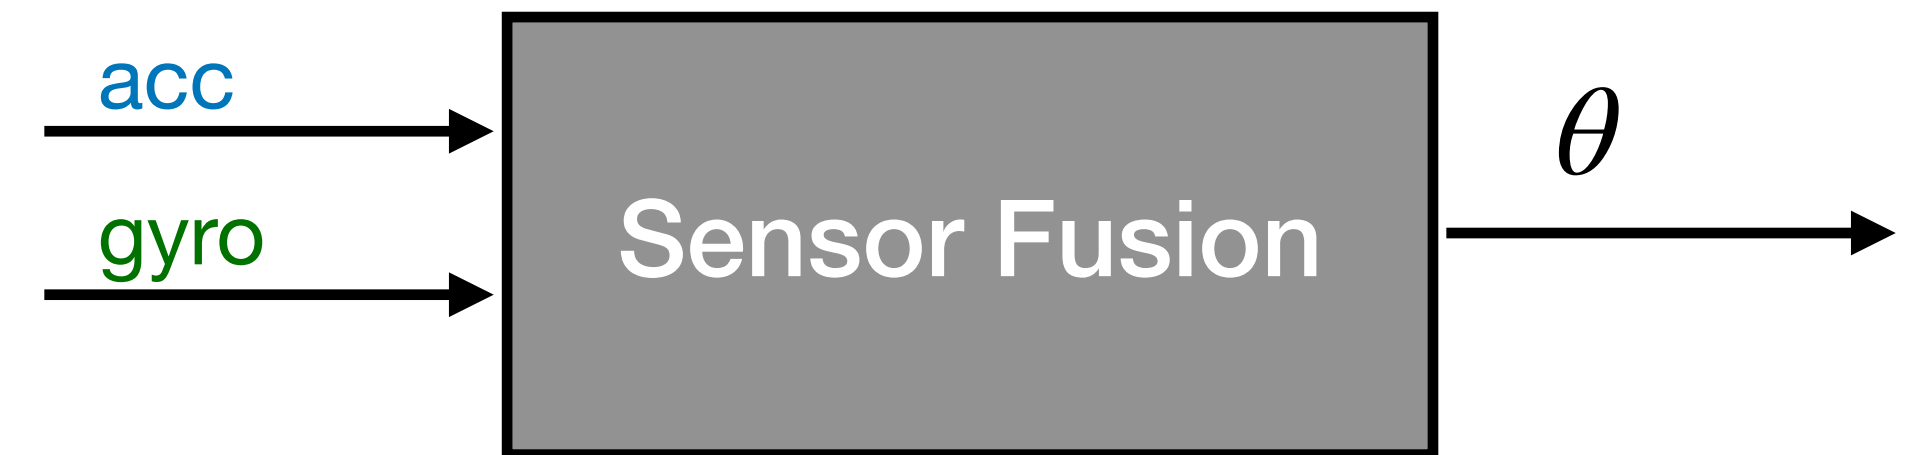 acc
gyro
Sensor Fusion
θ